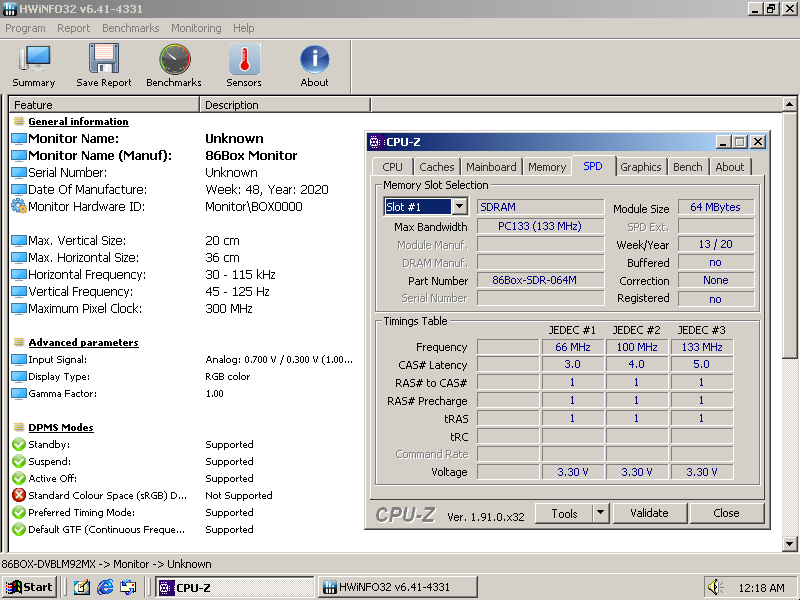 HWiNFO32 v6.41-4331
Program Report Benchmarks Monitoring Help
Summary Save Report Benchmarks Sensors About
Feature Description
General information
Monitor Name: Unknown
Monitor Name (Manuf): 86Box Monitor
Serial Number: Unknown
Date Of Manufacture: Week: 48, Year: 2020
Monitor Hardware ID: Monitor\BOX0000
Max. Vertical Size: 20 cm
Max. Horizontal Size: 36 cm
Horizontal Frequency: 30 - 115 kHz
Vertical Frequency: 45 - 125 Hz
Maximum Pixel Clock: 300 MHz
Advanced parameters
Input Signal: Analog: 0.700 V / 0.300 V (1.00...
Display Type: RGB color
Gamma Factor: 1.00
DPMS Modes
Standby: Supported
Suspend: Supported
Active Off: Supported
Standard Colour Space (sRGB) D... Not Supported
Preferred Timing Mode: Supported
Default GTF (Continuous Freque... Supported
CPU-Z
CPU Caches Mainboard Memory SPD Graphics Bench About
Memory Slot Selection
Slot #1 SDRAM Module Size 64 MBytes
Max Bandwidth PC133 (133 MHz) SPD Ext.
Module Manuf. Week/Year 13 / 20
DRAM Manuf. Buffered no
Part Number 86Box-SDR-064M Correction None
Serial Number Registered no
Timings Table
JEDEC #1 JEDEC #2 JEDEC #3
Frequency 66 MHz 100 MHz 133 MHz
CAS# Latency 3.0 4.0 5.0
RAS# to CAS# 1 1 1
RAS# Precharge 1 1 1
tRAS 1 1 1
tRC
Command Rate
Voltage 3.30 V 3.30 V 3.30 V
CPU-Z Ver. 1.91.0.x32 Tools Validate Close
86BOX-DVBLM92MX -> Monitor -> Unknown
Start CPU-Z HWiNFO32 v6.41-4331 12:18 AM